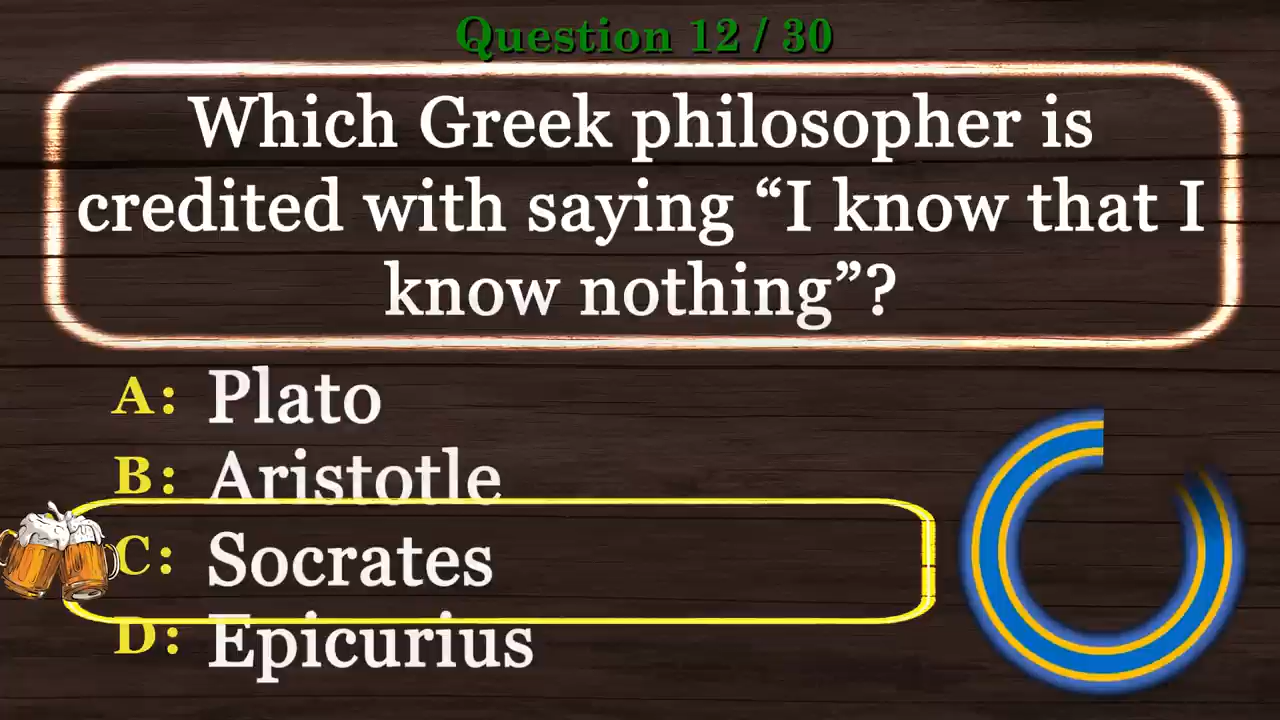 Question 12 / 30
Which Greek philosopher is
credited with saying “I know that I
know nothing”?
A: Plato
B: Aristotle
C: Socrates
D: Epicurius